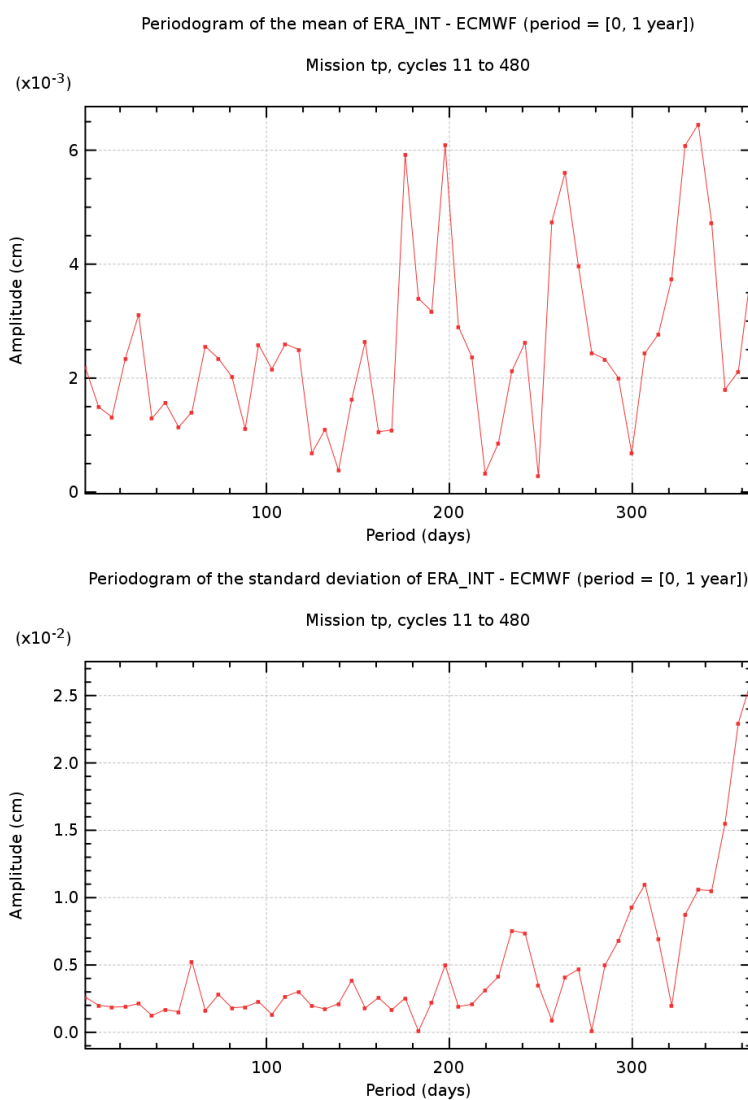 Periodogram of the mean of ERA_INT - ECMWF (period = [0, 1 year])
Mission tp, cycles 11 to 480
(x10-3)
6
4
2
0
Amplitude (cm)
100 200 300
Period (days)
Periodogram of the standard deviation of ERA_INT - ECMWF (period = [0, 1 year])
Mission tp, cycles 11 to 480
(x10-2)
2.5
2.0
1.5
1.0
0.5
0.0
Amplitude (cm)
100 200 300
Period (days)